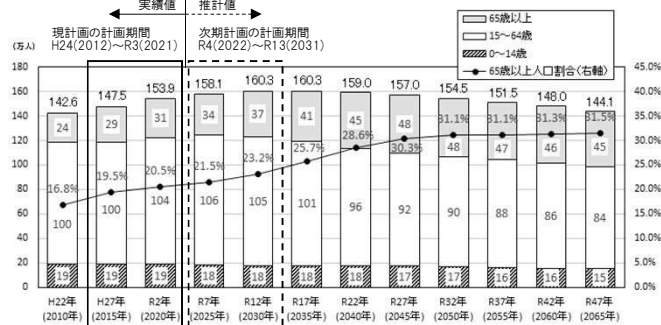 実績値 推計値
現計画の計画期間
H24(2012)～R3(2021)
次期計画の計画期間
R4(2022)～R13(2031)
65歳以上
15～64歳
0～14歳
65歳以上人口割合(右軸)
(万人)
180 160 140 120 100 80 60 40 20 0
45.0% 40.0% 35.0% 30.0% 25.0% 20.0% 15.0% 10.0% 5.0% 0.0%
142.6 147.5 153.9 158.1 160.3 160.3 159.0 157.0 154.5 151.5 148.0 144.1
24 29 31 34 37 41 45 48 48 47 46 45
16.8% 19.5% 20.5% 21.5% 23.2% 25.7% 28.6% 30.3% 31.1% 31.1% 31.3% 31.5%
100 100 104 106 105 101 96 92 90 88 86 84
19 19 19 18 18 18 18 17 17 16 16 15
H22年 H27年 R2年 R7年 R12年 R17年 R22年 R27年 R32年 R37年 R42年 R47年
(2010年) (2015年) (2020年) (2025年) (2030年) (2035年) (2040年) (2045年) (2050年) (2055年) (2060年) (2065年)